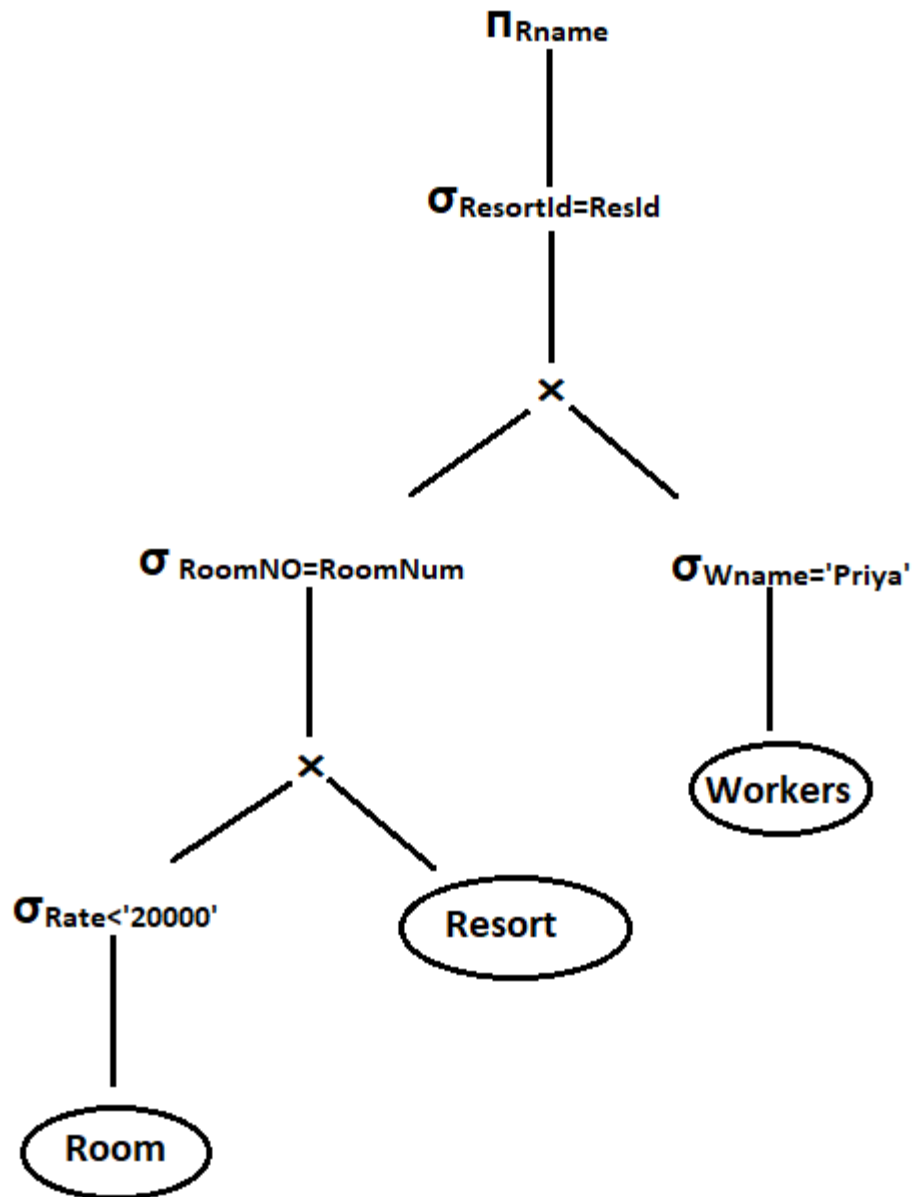 ΠRname
σResortId=ResId
×
σ RoomNO=RoomNum
σWname='Priya'
×
Workers
σRate<'20000'
Resort
Room